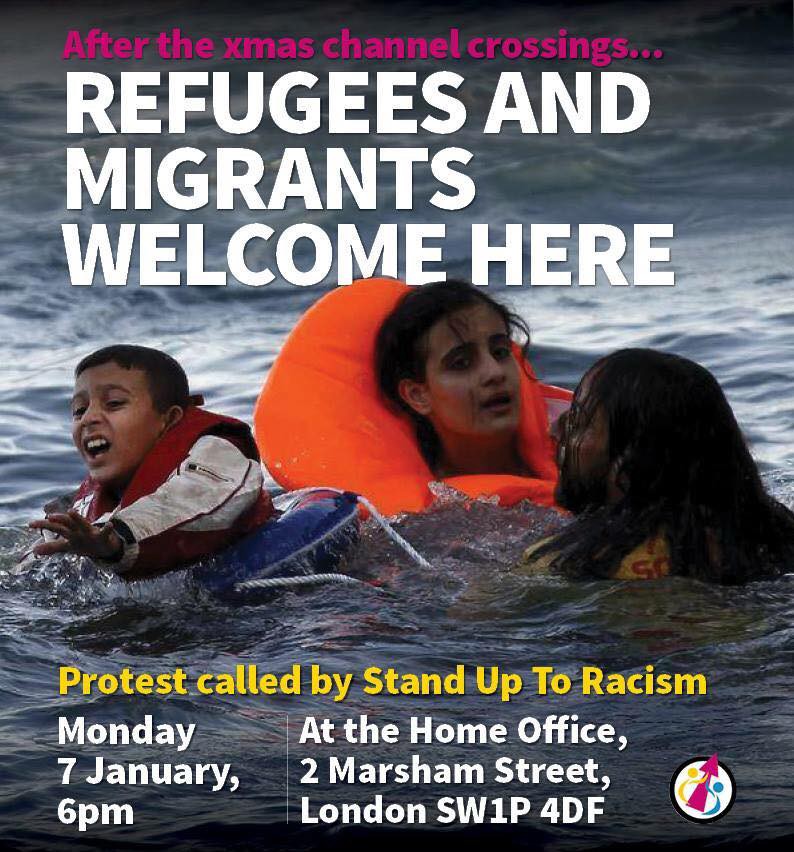 After the xmas channel crossings...
REFUGEES AND
MIGRANTS
WELCOME HERE
Protest called by Stand Up To Racism
Monday
7 January,
6pm
At the Home Office,
2 Marsham Street,
London SW1P 4DF